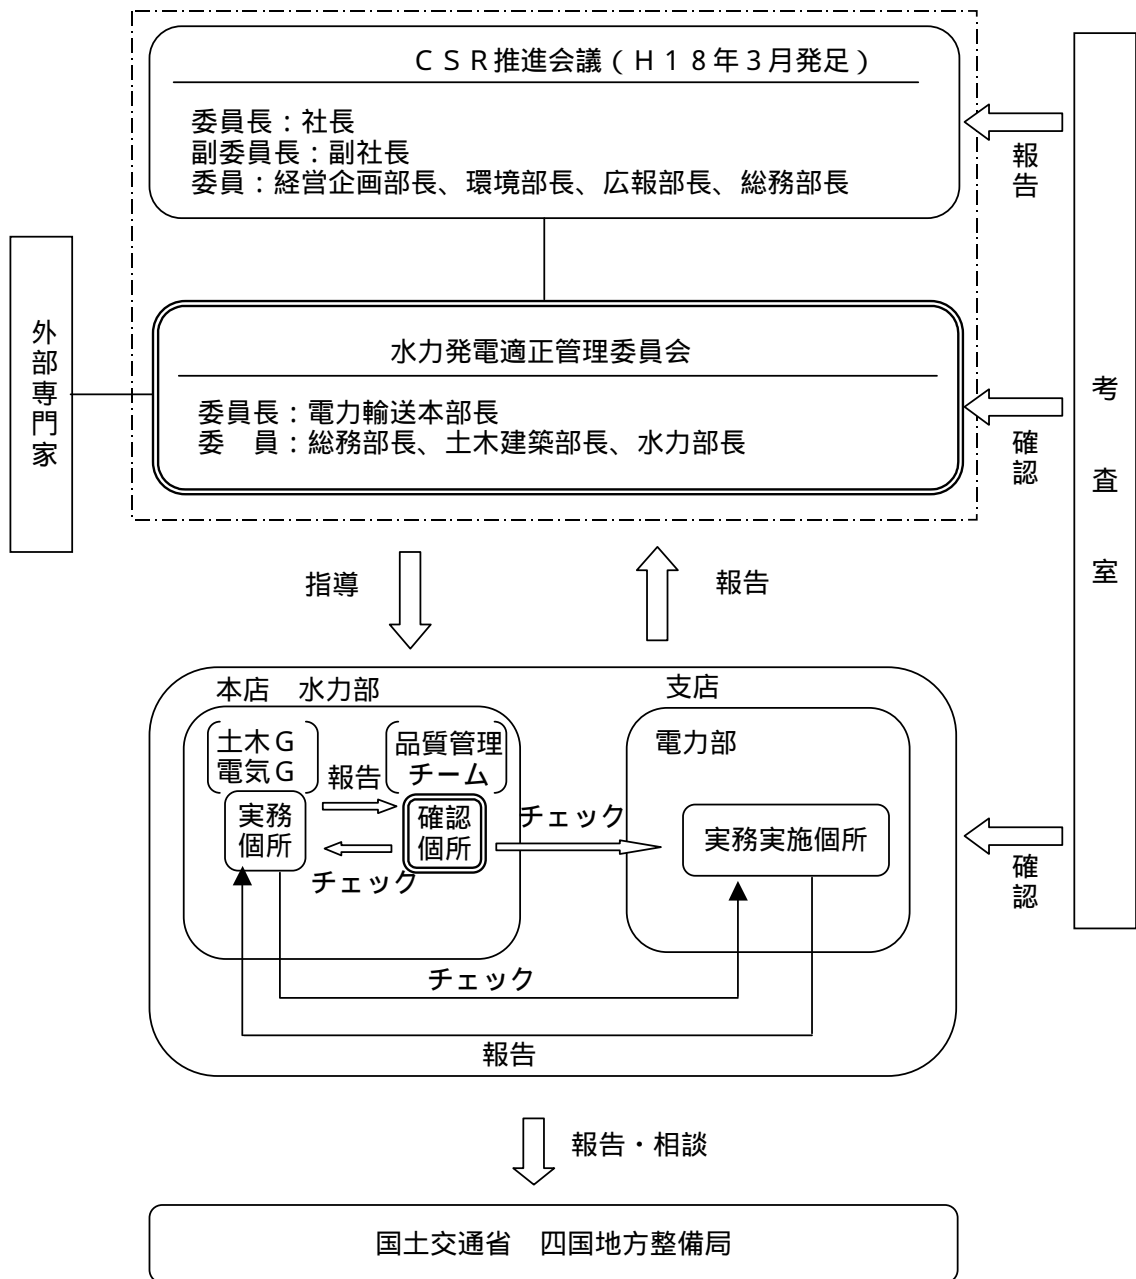 CSR推進会議(H18年3月発足)
委員長:社長
副委員長:副社長
委員:経営企画部長、環境部長、広報部長、総務部長
報告
外部専門家
水力発電適正管理委員会
委員長:電力輸送本部長
委 員:総務部長、土木建築部長、水力部長
確認
考査室
指導
報告
本店 水力部
支店
土木G
電気G
報告
品質管理
チーム
電力部
実務
個所
確認
個所
チェック
チェック
実務実施個所
確認
チェック
報告
報告・相談
国土交通省 四国地方整備局